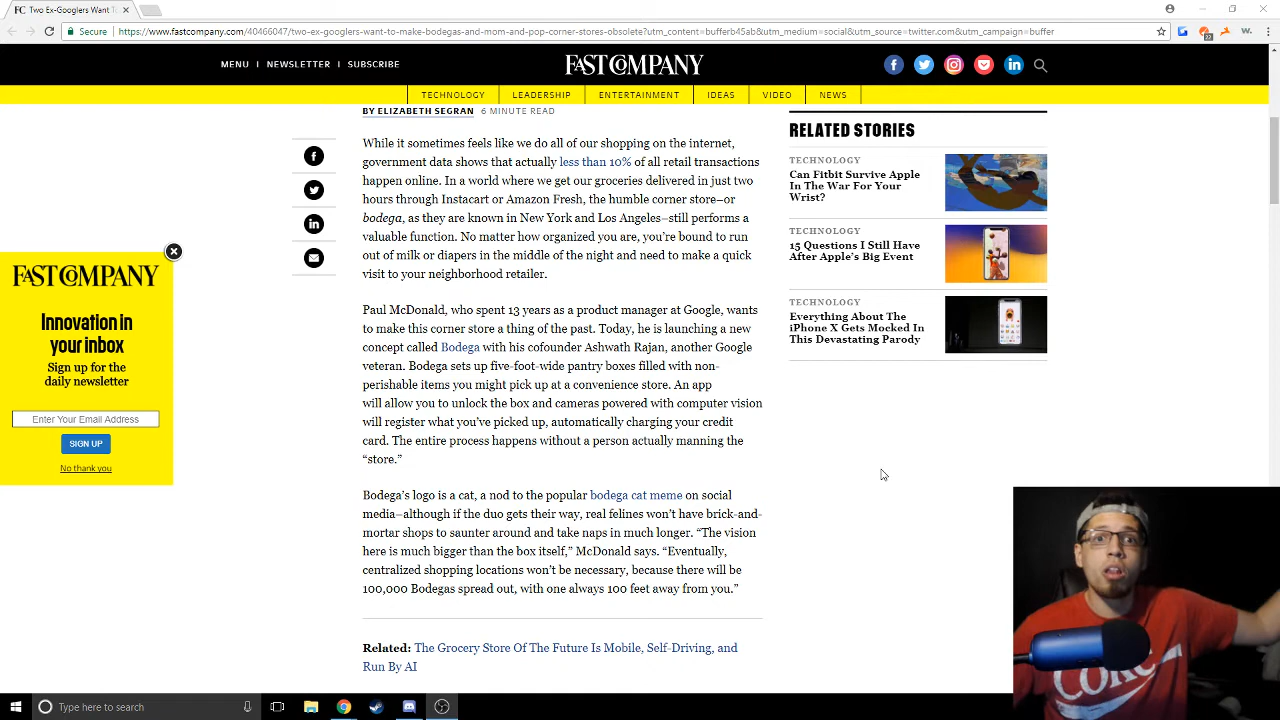 FC Two Ex-Googlers Want T
Secure
https://www.fastcompany.com/40466047/two-ex-googlers-want-to-make-bodegas-and-mom-and-pop-corner-stores-obsolete?utm_content=bufferb45ab&utm_medium=social&utm_source=twitter.com&utm_campaign=buffer
MENU | NEWSLETTER | SUBSCRIBE
FAST COMPANY
TECHNOLOGY
LEADERSHIP
ENTERTAINMENT
IDEAS
VIDEO
NEWS
BY ELIZABETH SEGRAN 6 MINUTE READ
While it sometimes feels like we do all of our shopping on the internet,
government data shows that actually less than 10% of all retail transactions
happen online. In a world where we get our groceries delivered in just two
hours through Instacart or Amazon Fresh, the humble corner store–or
bodega, as they are known in New York and Los Angeles–still performs a
valuable function. No matter how organized you are, you’re bound to run
out of milk or diapers in the middle of the night and need to make a quick
visit to your neighborhood retailer.
Paul McDonald, who spent 13 years as a product manager at Google, wants
to make this corner store a thing of the past. Today, he is launching a new
concept called Bodega with his cofounder Ashwath Rajan, another Google
veteran. Bodega sets up five-foot-wide pantry boxes filled with non-
perishable items you might pick up at a convenience store. An app
will allow you to unlock the box and cameras powered with computer vision
will register what you’ve picked up, automatically charging your credit
card. The entire process happens without a person actually manning the
“store.”
Bodega’s logo is a cat, a nod to the popular bodega cat meme on social
media–although if the duo gets their way, real felines won’t have brick-and-
mortar shops to saunter around and take naps in much longer. “The vision
here is much bigger than the box itself,” McDonald says. “Eventually,
centralized shopping locations won’t be necessary, because there will be
100,000 Bodegas spread out, with one always 100 feet away from you.”
Related: The Grocery Store Of The Future Is Mobile, Self-Driving, and
Run By AI
RELATED STORIES
TECHNOLOGY
Can Fitbit Survive Apple
In The War For Your
Wrist?
TECHNOLOGY
15 Questions I Still Have
After Apple’s Big Event
TECHNOLOGY
Everything About The
iPhone X Gets Mocked In
This Devastating Parody
FAST COMPANY
Innovation in
your inbox
Sign up for the
daily newsletter
Enter Your Email Address
SIGN UP
No thank you
COKE
Type here to search